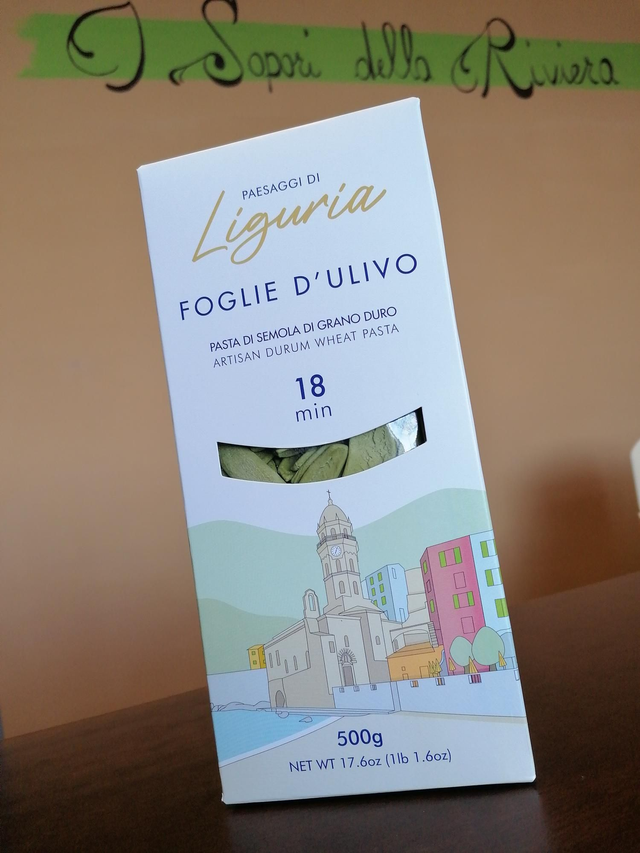 I Sapori della Riviera
PAESAGGI DI
Liguria
FOGLIE D'ULIVO
PASTA DI SEMOLA DI GRANO DURO
ARTISAN DURUM WHEAT PASTA
18
min
500g
NET WT 17.6oz (1lb 1.6oz)